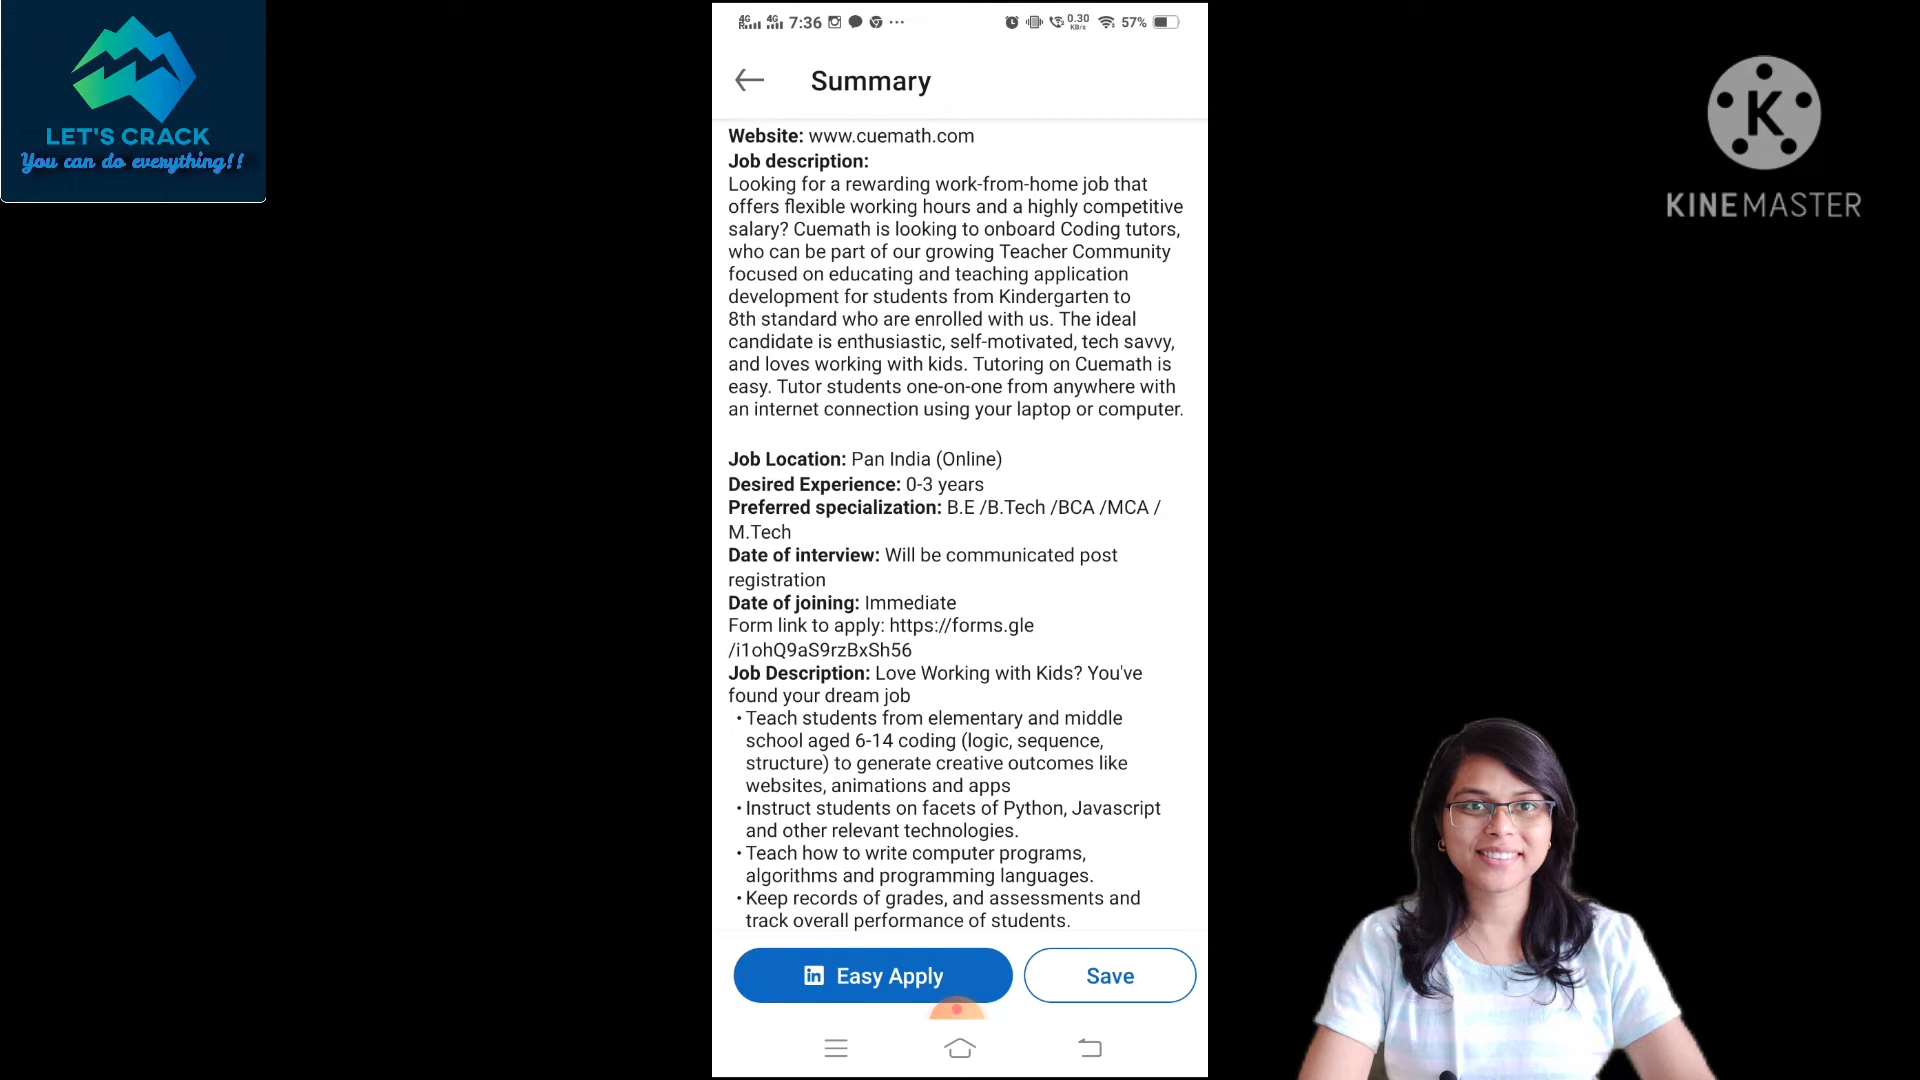 LET'S CRACK
You can do everything!!
4G 4G 7:36 0.30 KB/s 57%
K
KINEMASTER
Summary
Website: www.cuemath.com
Job description:
Looking for a rewarding work-from-home job that
offers flexible working hours and a highly competitive
salary? Cuemath is looking to onboard Coding tutors,
who can be part of our growing Teacher Community
focused on educating and teaching application
development for students from Kindergarten to
8th standard who are enrolled with us. The ideal
candidate is enthusiastic, self-motivated, tech savvy,
and loves working with kids. Tutoring on Cuemath is
easy. Tutor students one-on-one from anywhere with
an internet connection using your laptop or computer.
Job Location: Pan India (Online)
Desired Experience: 0-3 years
Preferred specialization: B.E /B.Tech /BCA /MCA /
M.Tech
Date of interview: Will be communicated post
registration
Date of joining: Immediate
Form link to apply: https://forms.gle
/i1ohQ9aS9rzBxSh56
Job Description: Love Working with Kids? You've
found your dream job
• Teach students from elementary and middle
school aged 6-14 coding (logic, sequence,
structure) to generate creative outcomes like
websites, animations and apps
• Instruct students on facets of Python, Javascript
and other relevant technologies.
• Teach how to write computer programs,
algorithms and programming languages.
• Keep records of grades, and assessments and
track overall performance of students.
in Easy Apply
Save